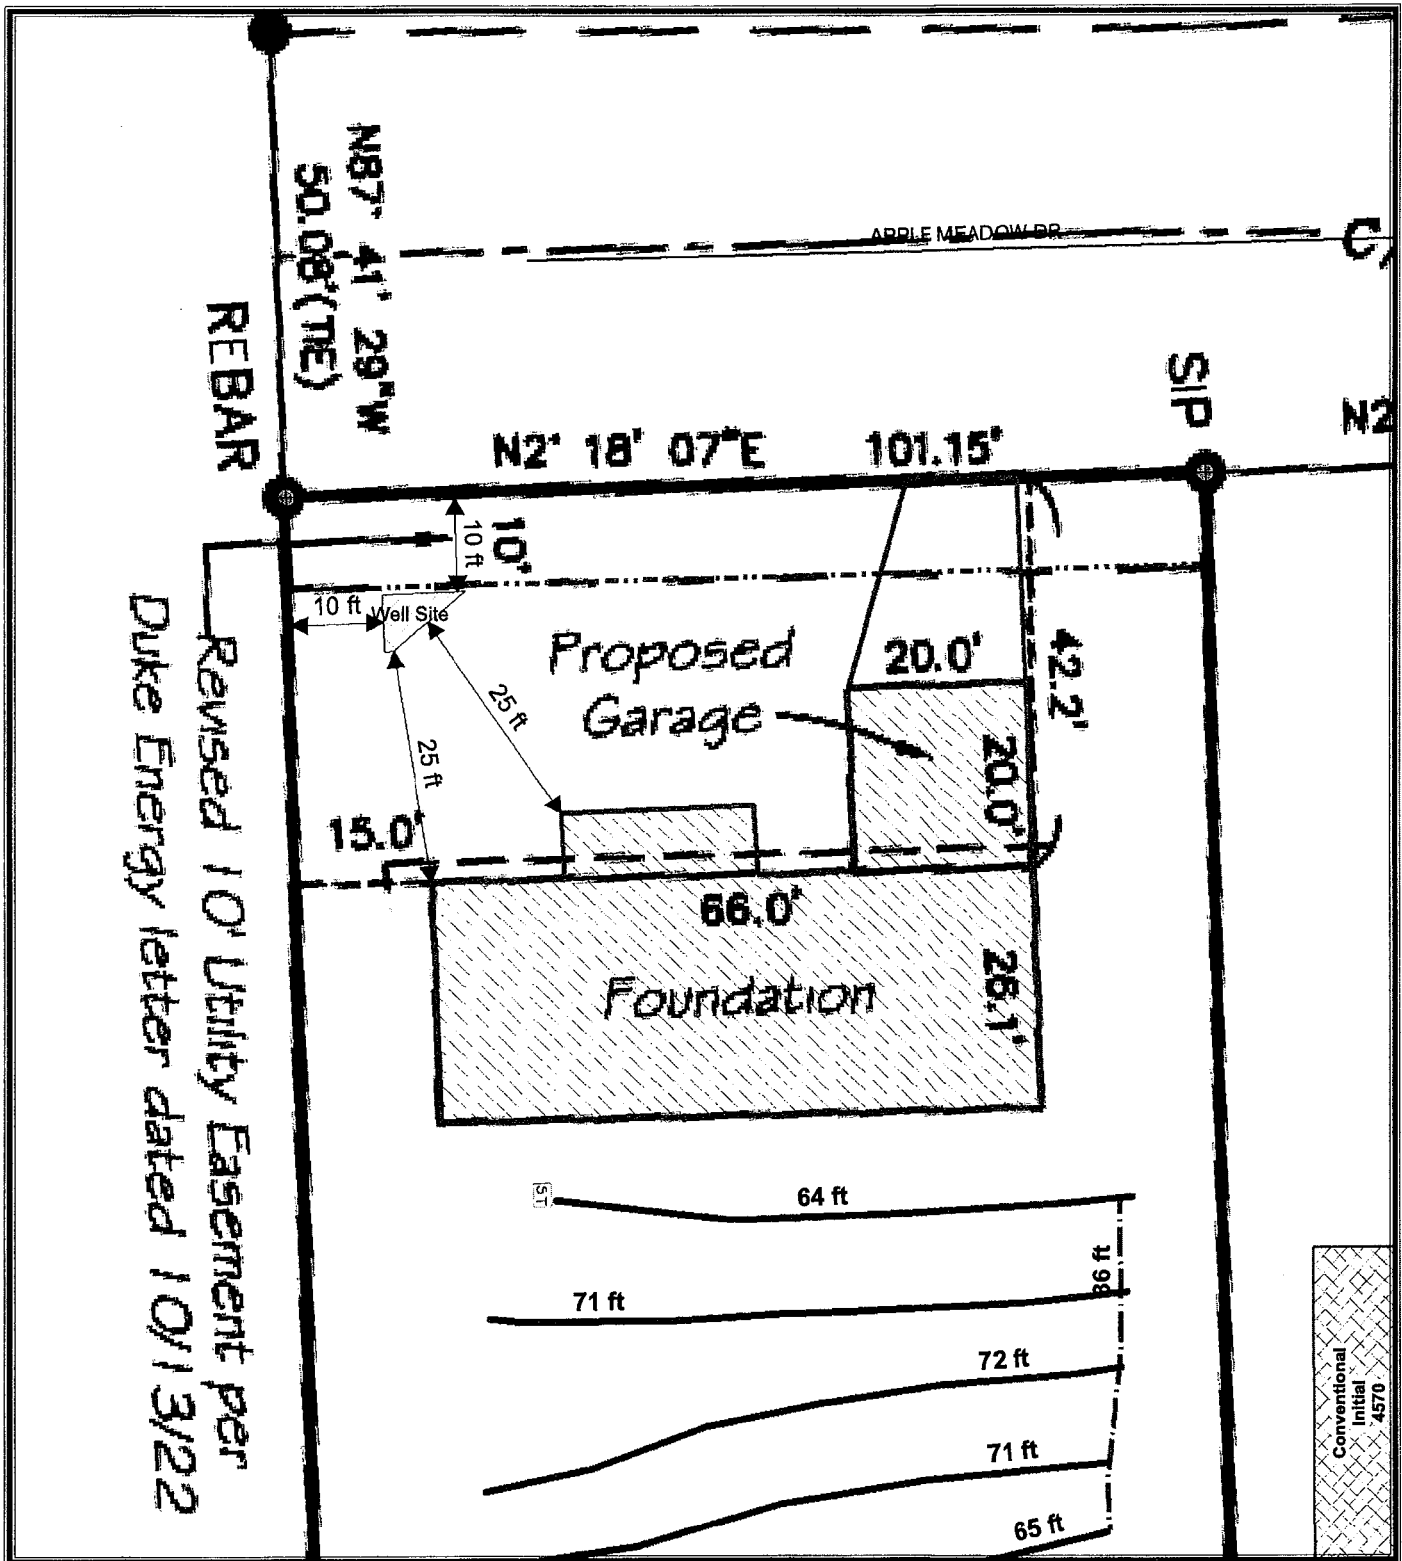 N87° 41' 29"W
50.08'(TIE)
APPLE MEADOW DR
REBAR
SIP
N2
N2° 18' 07"E
101.15'
10'
10 ft
10 ft
Well Site
Proposed
Garage
20.0'
42.2'
20.0'
25 ft
25 ft
15.0'
66.0'
Foundation
26.1'
Revised 10' Utility Easement per
Duke Energy letter dated 10/13/22
ST
64 ft
36 ft
71 ft
72 ft
71 ft
65 ft
Conventional
Initial
4570